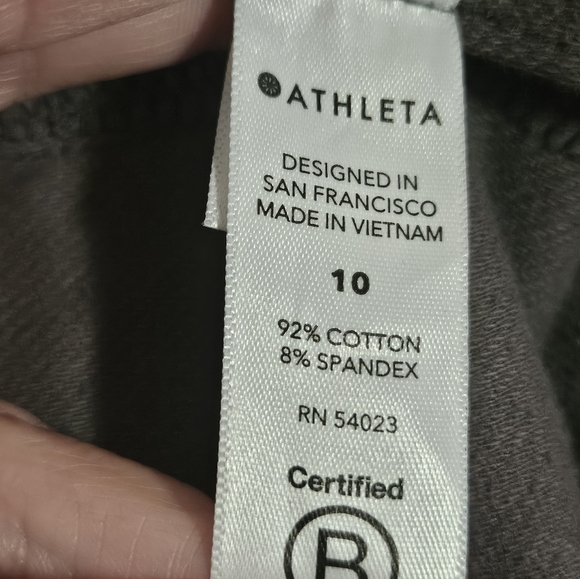 ATHLETA
DESIGNED IN
SAN FRANCISCO
MADE IN VIETNAM
10
92% COTTON
8% SPANDEX
RN 54023
Certified
B